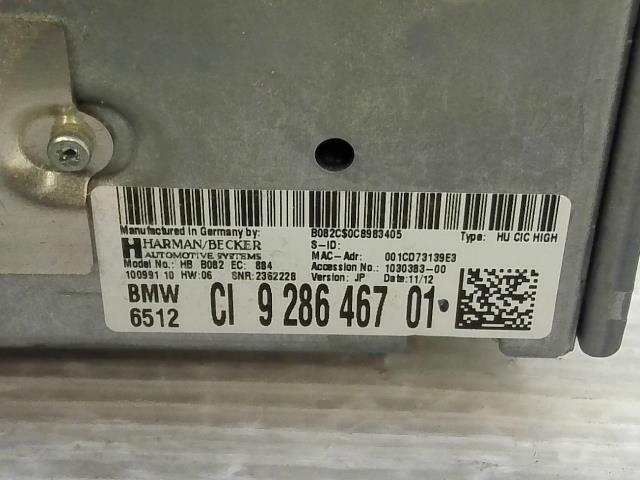 Manufactured in Germany by:
HARMAN/BECKER
AUTOMOTIVE SYSTEMS
Model No.: HB B082 EC: 884
10099110 HW:06 SNR:2362228
B082C$0C8983405
S-ID:
MAC-Adr: 001CD73139E3
Accession No.: 1030383-00
Version: JP Date:11/12
Type: HU CIC HIGH
BMW
6512
CI 9 286 467 01